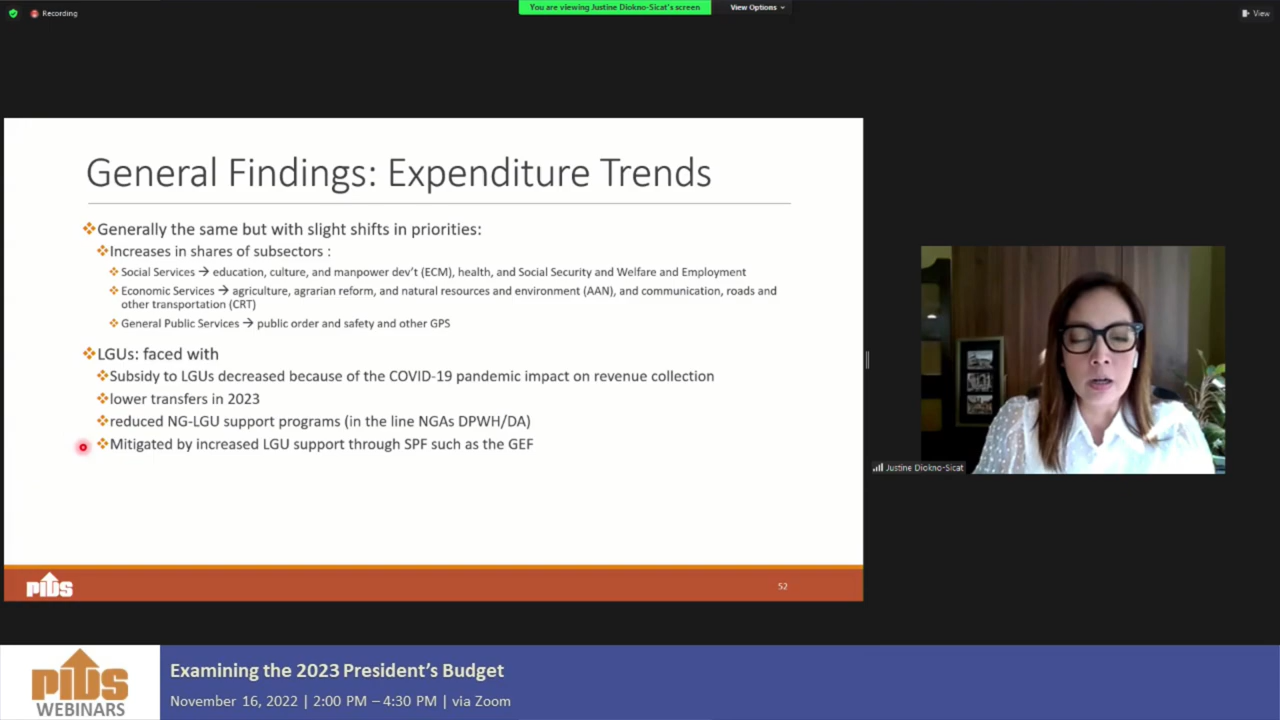 Recording
You are viewing Justine Diokno-Sicat's screen
View Options
View
General Findings: Expenditure Trends
Generally the same but with slight shifts in priorities:
Increases in shares of subsectors :
Social Services → education, culture, and manpower dev't (ECM), health, and Social Security and Welfare and Employment
Economic Services → agriculture, agrarian reform, and natural resources and environment (AAN), and communication, roads and
other transportation (CRT)
General Public Services → public order and safety and other GPS
LGUs: faced with
Subsidy to LGUs decreased because of the COVID-19 pandemic impact on revenue collection
lower transfers in 2023
reduced NG-LGU support programs (in the line NGAs DPWH/DA)
Mitigated by increased LGU support through SPF such as the GEF
Justine Diokno-Sicat
PIDS
52
PIDS
WEBINARS
Examining the 2023 President's Budget
November 16, 2022 | 2:00 PM – 4:30 PM | via Zoom